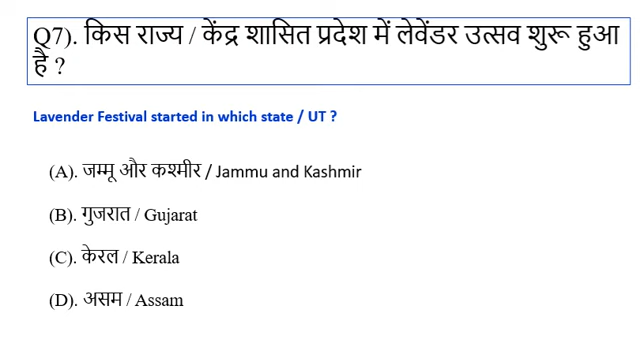 Q7). किस राज्य / केंद्र शासित प्रदेश में लेवेंडर उत्सव शुरू हुआ
है ?
Lavender Festival started in which state / UT ?
(A). जम्मू और कश्मीर / Jammu and Kashmir
(B). गुजरात / Gujarat
(C). केरल / Kerala
(D). असम / Assam